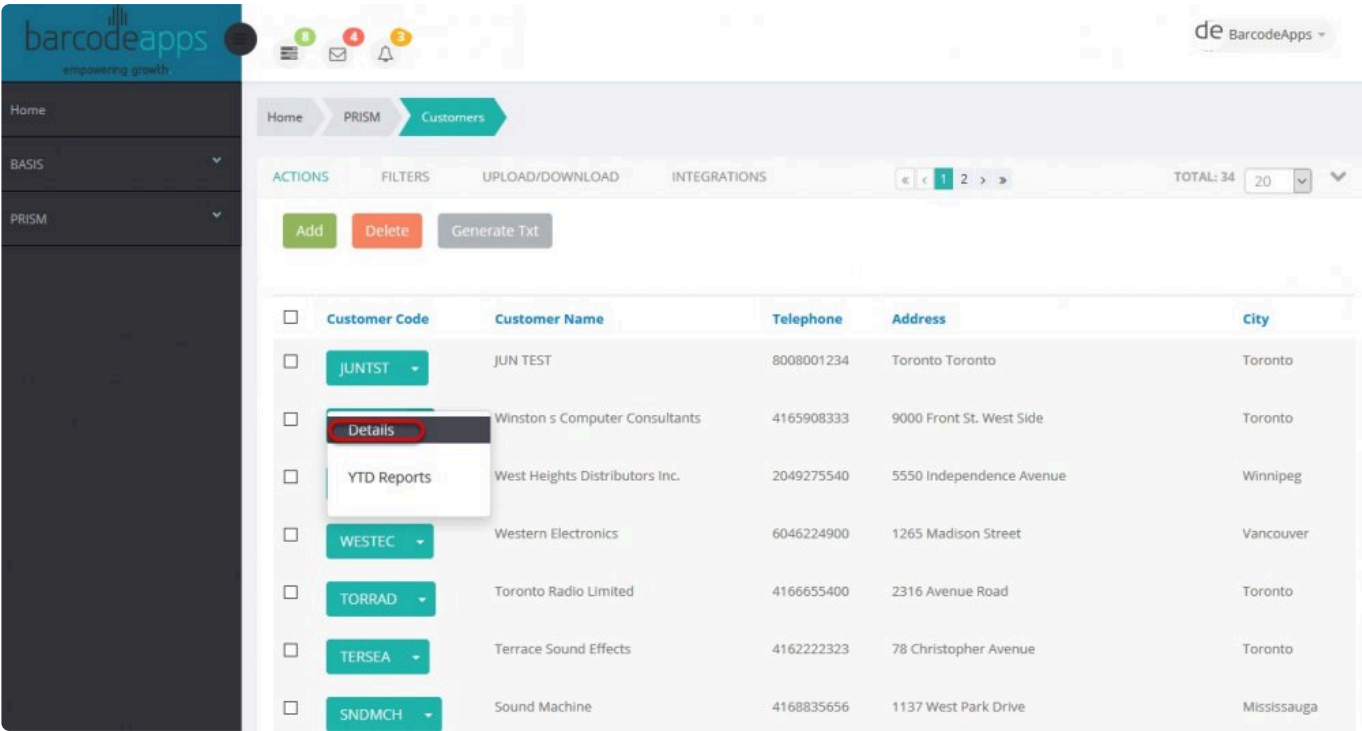 barcodeapps
empowering growth
8 4 3
de BarcodeApps
Home
BASIS
PRISM
Home PRISM Customers
ACTIONS FILTERS UPLOAD/DOWNLOAD INTEGRATIONS « ‹ 1 2 › » TOTAL: 34 20
Add Delete Generate Txt
Customer Code Customer Name Telephone Address City
JUNTST JUN TEST 8008001234 Toronto Toronto Toronto
Winston s Computer Consultants 4165908333 9000 Front St. West Side Toronto
Details
YTD Reports
West Heights Distributors Inc. 2049275540 5550 Independence Avenue Winnipeg
WESTEC Western Electronics 6046224900 1265 Madison Street Vancouver
TORRAD Toronto Radio Limited 4166655400 2316 Avenue Road Toronto
TERSEA Terrace Sound Effects 4162222323 78 Christopher Avenue Toronto
SNDMCH Sound Machine 4168835656 1137 West Park Drive Mississauga